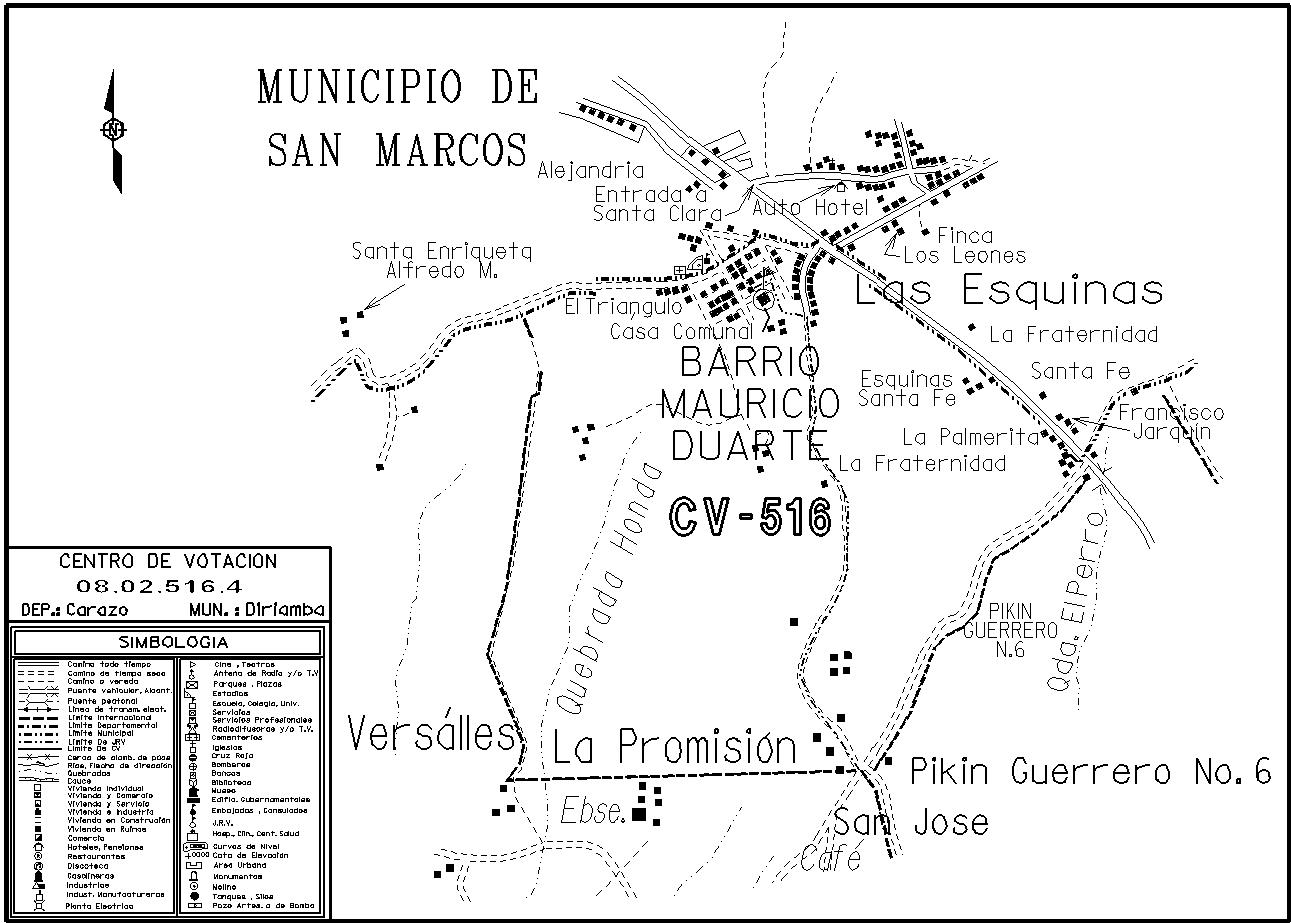 MUNICIPIO DE
SAN MARCOS
N
Alejandria
Entrada a
Santa Clara
Auto Hotel
Finca
Los Leones
Santa Enriqueta
Alfredo M.
El Triangulo
Casa Comunal
Las Esquinas
La Fraternidad
BARRIO
MAURICIO
DUARTE
Esquinas
Santa Fe
Santa Fe
Francisco
Jarquín
La Palmerita
La Fraternidad
CV-516
Quebrada Honda
Qda. El Perro
PIKIN
GUERRERO
N.6
Versálles
La Promisión
Pikin Guerrero No. 6
Ebse.
San Jose
Café
CENTRO DE VOTACION
08.02.516.4
DEP.: Carazo MUN. : Diriamba
SIMBOLOGIA
Camino todo tiempo
Camino de tiempo seco
Camino o vereda
Puente vehicular, Alcant.
Puente peatonal
Linea de transm. elect.
Limite Internacional
Limite Departamental
Limite Municipal
Limite De JRV
Limite De CV
Cerca de alamb. de púas
Rios, Flecha de dirección
Quebradas
Cauce
Vivienda Individual
Vivienda y Comercio
Vivienda y Servicio
Vivienda e Industria
Vivienda en Construcción
Vivienda en Ruinas
Comercio
Hoteles, Pensiones
Restaurantes
Discoteca
Gasolineras
Industrias
Indust. Manufactureras
Planta Electrica
Cine , Teatros
Antena de Radio y/o T.V
Parques , Plazas
Estadios
Escuela, Colegio, Univ.
Servicios
Servicios Profesionales
Radiodifusoras y/o T.V.
Cementerios
Iglesias
Cruz Roja
Bomberos
Bancos
Biblioteca
Museo
Edific. Gubernamentales
Embajadas , Consulados
J.R.V.
Hosp., Clin., Cent. Salud
Curvas de Nivel
Cota de Elevación
Area Urbana
Monumentos
Molino
Tanques , Silos
Pozo Artes. o de Bomba